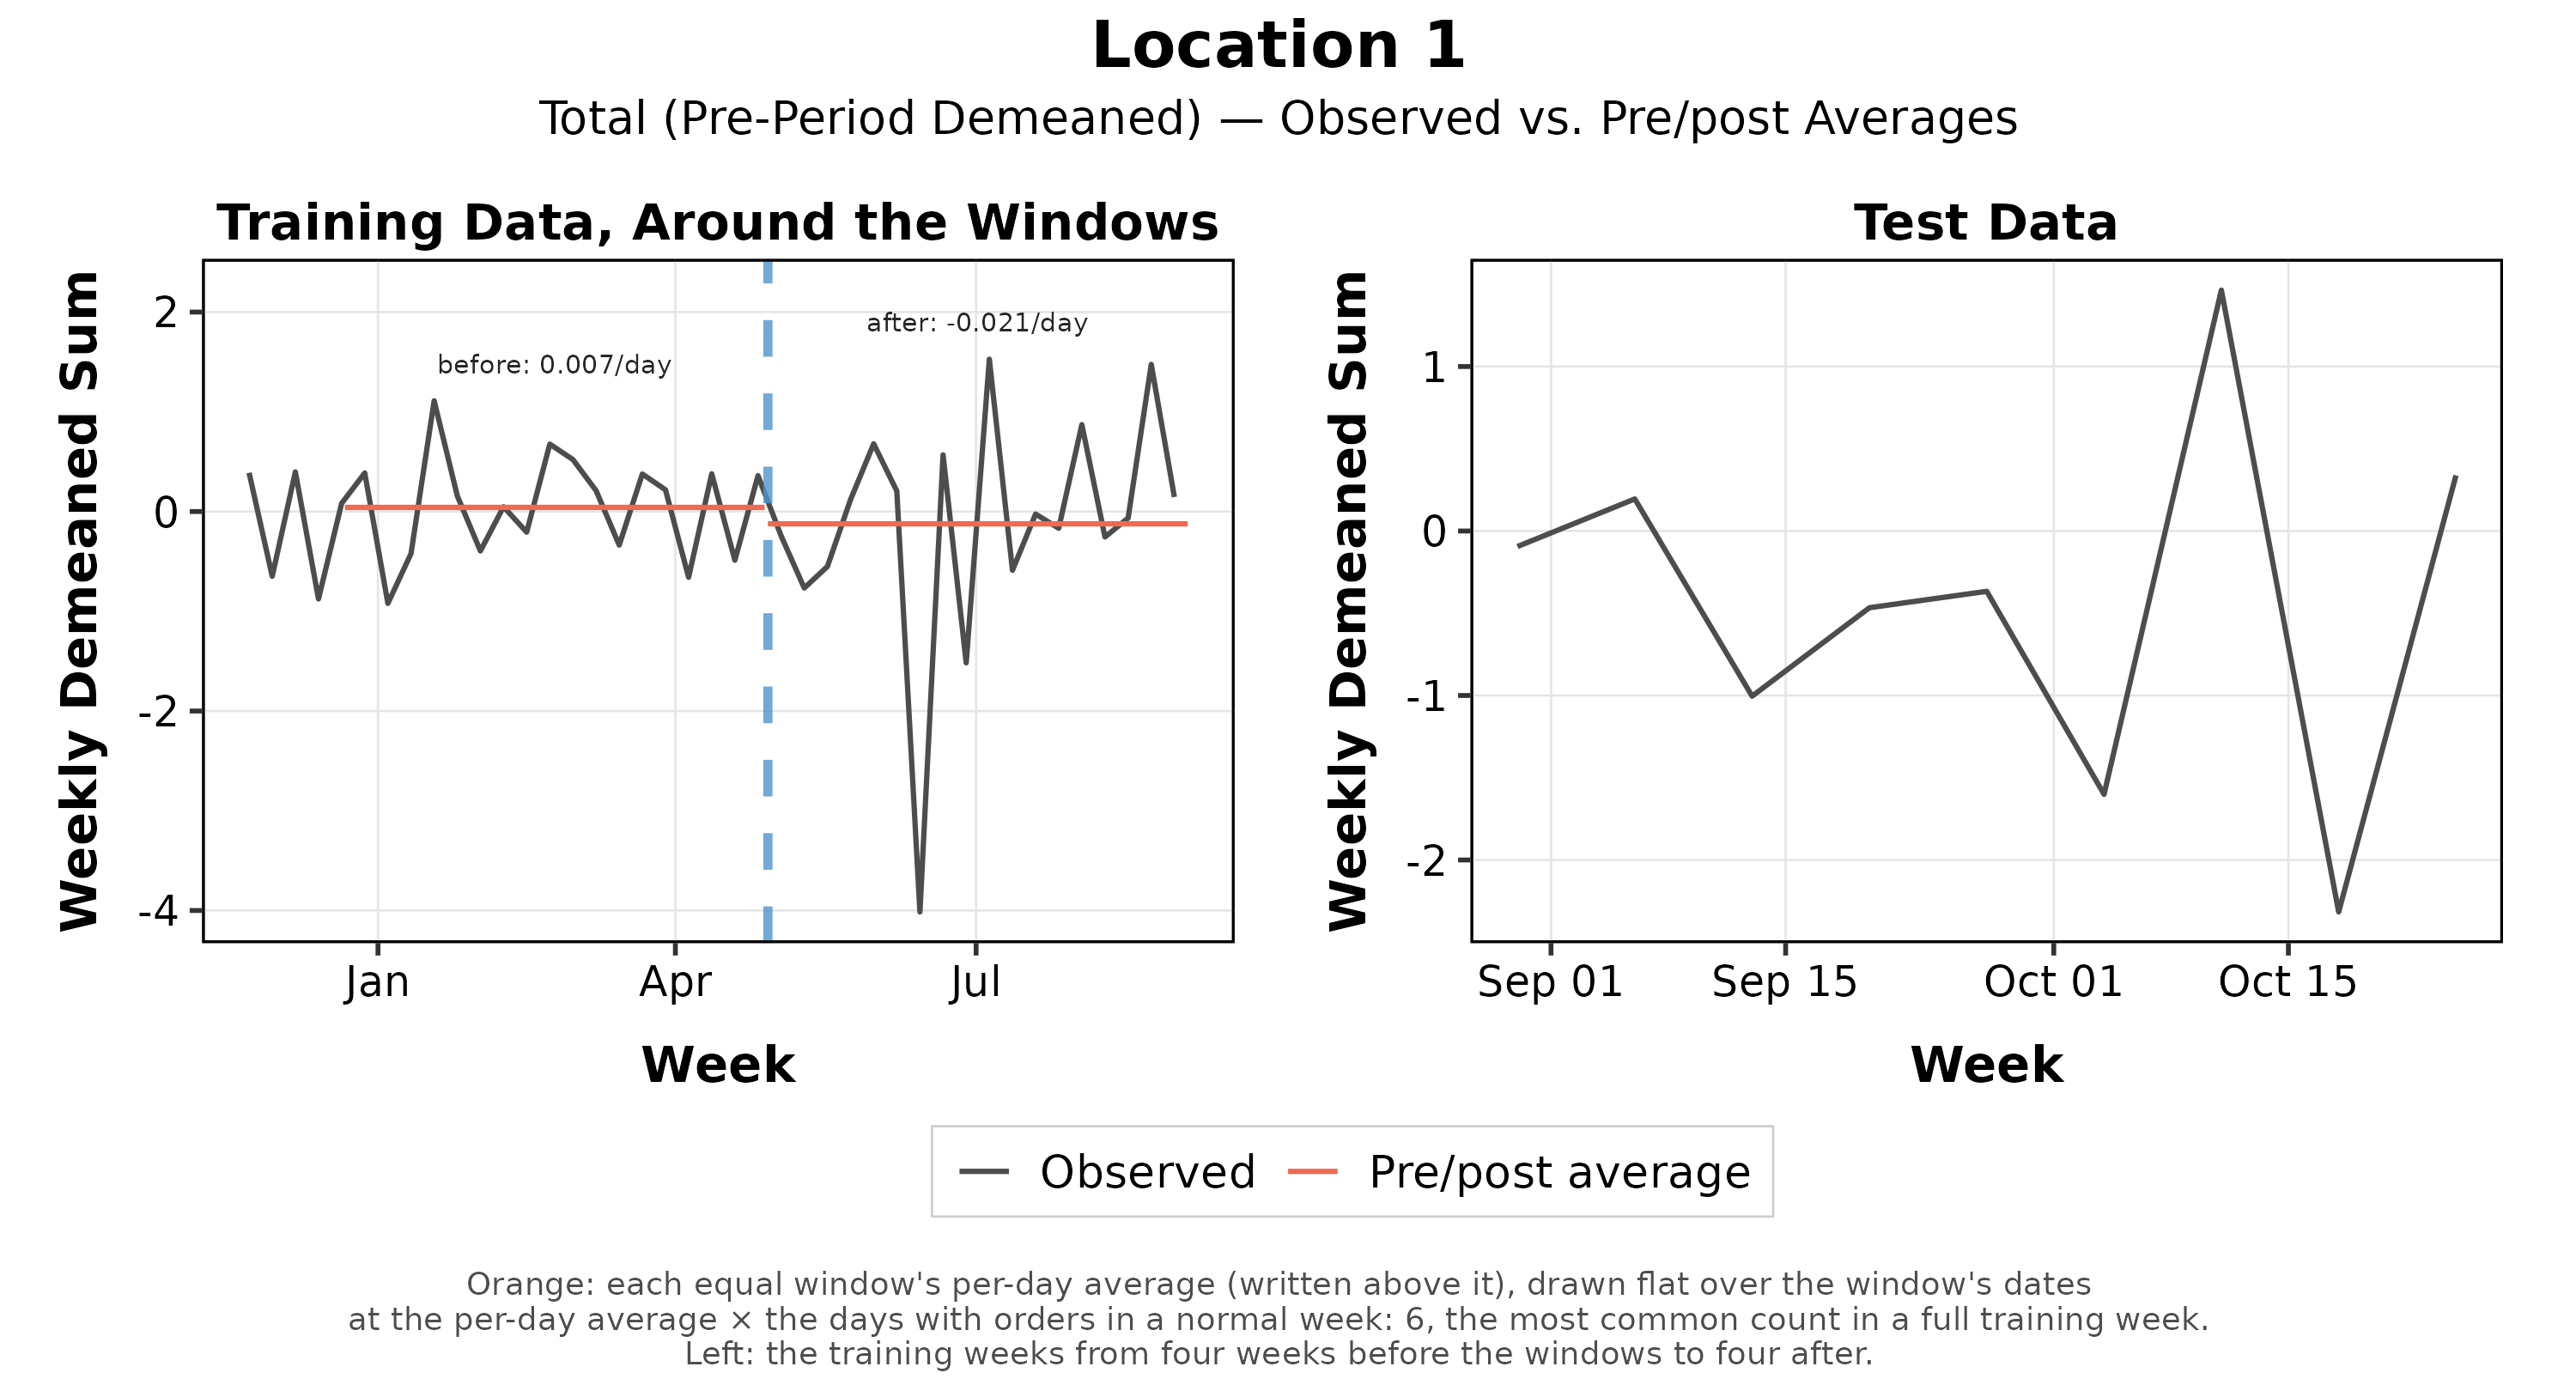 Location 1
Total (Pre-Period Demeaned) — Observed vs. Pre/post Averages
Training Data, Around the Windows
Weekly Demeaned Sum
2
0
-2
-4
before: 0.007/day
after: -0.021/day
Jan
Apr
Jul
Week
Test Data
Weekly Demeaned Sum
1
0
-1
-2
Sep 01
Sep 15
Oct 01
Oct 15
Week
Observed
Pre/post average
Orange: each equal window's per-day average (written above it), drawn flat over the window's dates
at the per-day average × the days with orders in a normal week: 6, the most common count in a full training week.
Left: the training weeks from four weeks before the windows to four after.